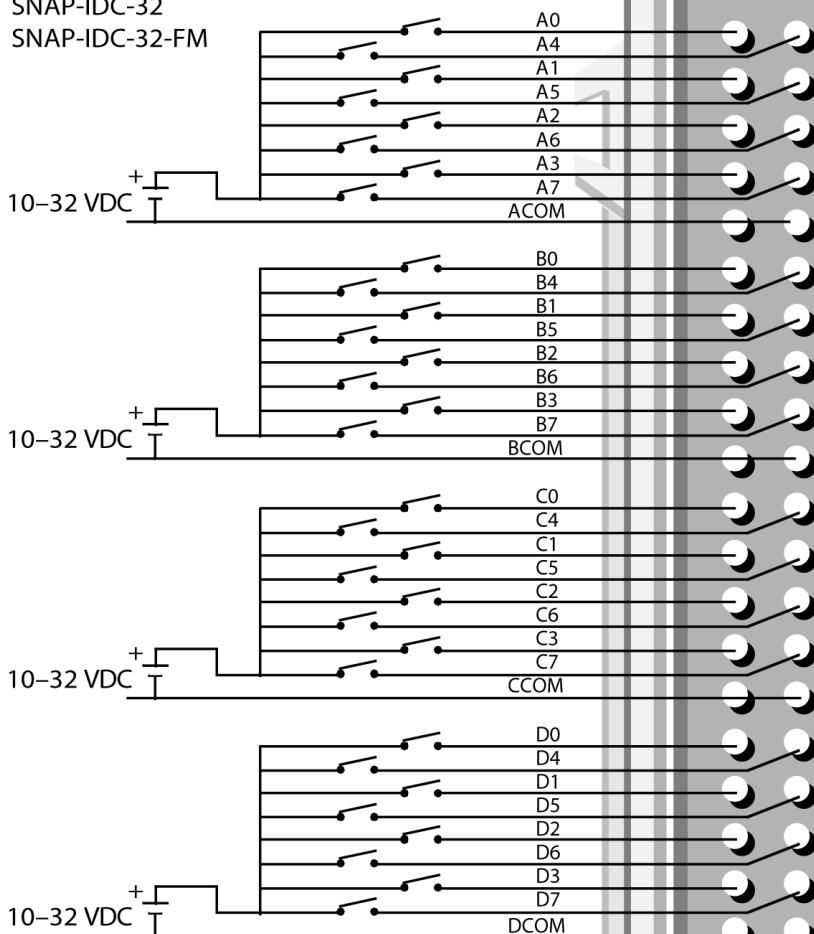 SNAP-IDC-32
SNAP-IDC-32-FM
A0
A4
A1
A5
A2
A6
A3
A7
+
10–32 VDC
ACOM
B0
B4
B1
B5
B2
B6
B3
B7
+
10–32 VDC
BCOM
C0
C4
C1
C5
C2
C6
C3
C7
+
10–32 VDC
CCOM
D0
D4
D1
D5
D2
D6
D3
D7
+
10–32 VDC
DCOM